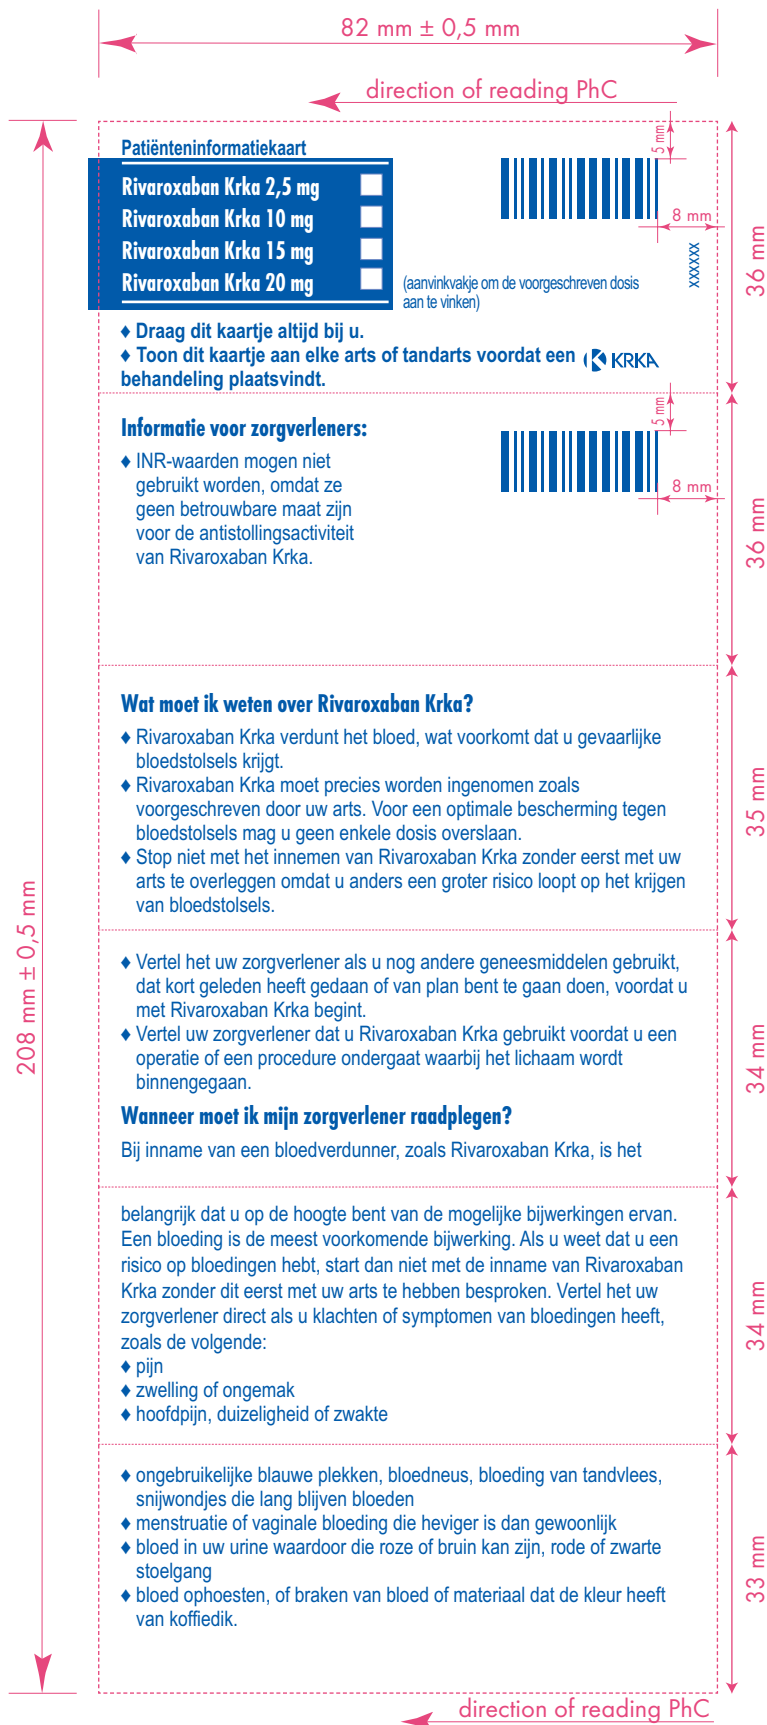 82 mm ± 0,5 mm
direction of reading PhC
Patiënteninformatiekaart
Rivaroxaban Krka 2,5 mg
Rivaroxaban Krka 10 mg
Rivaroxaban Krka 15 mg
Rivaroxaban Krka 20 mg
(aanvinkvakje om de voorgeschreven dosis
aan te vinken)
5 mm
8 mm
xxxxxx
36 mm
♦ Draag dit kaartje altijd bij u.
♦ Toon dit kaartje aan elke arts of tandarts voordat een
behandeling plaatsvindt.
KRKA
Informatie voor zorgverleners:
♦ INR-waarden mogen niet
gebruikt worden, omdat ze
geen betrouwbare maat zijn
voor de antistollingsactiviteit
van Rivaroxaban Krka.
5 mm
8 mm
36 mm
Wat moet ik weten over Rivaroxaban Krka?
♦ Rivaroxaban Krka verdunt het bloed, wat voorkomt dat u gevaarlijke
bloedstolsels krijgt.
♦ Rivaroxaban Krka moet precies worden ingenomen zoals
voorgeschreven door uw arts. Voor een optimale bescherming tegen
bloedstolsels mag u geen enkele dosis overslaan.
♦ Stop niet met het innemen van Rivaroxaban Krka zonder eerst met uw
arts te overleggen omdat u anders een groter risico loopt op het krijgen
van bloedstolsels.
35 mm
208 mm ± 0,5 mm
♦ Vertel het uw zorgverlener als u nog andere geneesmiddelen gebruikt,
dat kort geleden heeft gedaan of van plan bent te gaan doen, voordat u
met Rivaroxaban Krka begint.
♦ Vertel uw zorgverlener dat u Rivaroxaban Krka gebruikt voordat u een
operatie of een procedure ondergaat waarbij het lichaam wordt
binnengegaan.
Wanneer moet ik mijn zorgverlener raadplegen?
Bij inname van een bloedverdunner, zoals Rivaroxaban Krka, is het
34 mm
belangrijk dat u op de hoogte bent van de mogelijke bijwerkingen ervan.
Een bloeding is de meest voorkomende bijwerking. Als u weet dat u een
risico op bloedingen hebt, start dan niet met de inname van Rivaroxaban
Krka zonder dit eerst met uw arts te hebben besproken. Vertel het uw
zorgverlener direct als u klachten of symptomen van bloedingen heeft,
zoals de volgende:
♦ pijn
♦ zwelling of ongemak
♦ hoofdpijn, duizeligheid of zwakte
34 mm
♦ ongebruikelijke blauwe plekken, bloedneus, bloeding van tandvlees,
snijwondjes die lang blijven bloeden
♦ menstruatie of vaginale bloeding die heviger is dan gewoonlijk
♦ bloed in uw urine waardoor die roze of bruin kan zijn, rode of zwarte
stoelgang
♦ bloed ophoesten, of braken van bloed of materiaal dat de kleur heeft
van koffiedik.
33 mm
direction of reading PhC